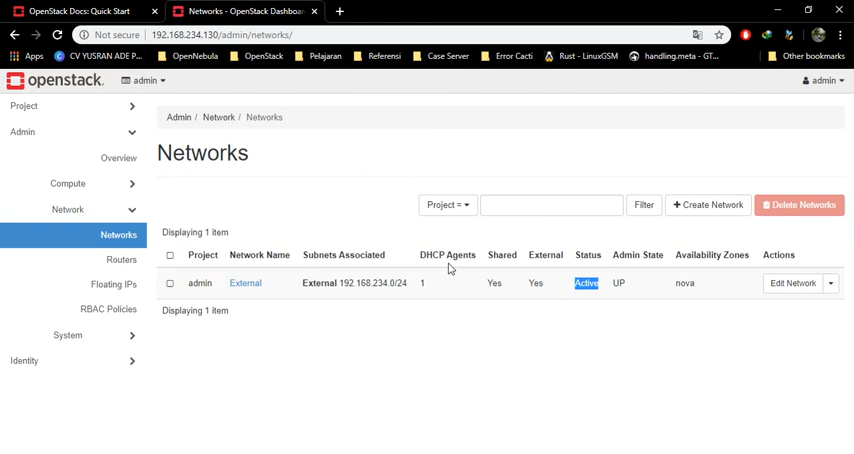 OpenStack Docs: Quick Start
Networks - OpenStack Dashboa
Not secure
192.168.234.130/admin/networks/
Apps
CV YUSRAN ADE P...
OpenNebula
OpenStack
Pelajaran
Referensi
Case Server
Error Cacti
Rust - LinuxGSM
handling.meta - GT...
Other bookmarks
openstack.
admin
admin
Project
Admin
Overview
Compute
Network
Networks
Routers
Floating IPs
RBAC Policies
System
Identity
Admin / Network / Networks
Networks
Project =
Filter
+ Create Network
Delete Networks
Displaying 1 item
Project Network Name Subnets Associated DHCP Agents Shared External Status Admin State Availability Zones Actions
admin External External 192.168.234.0/24 1 Yes Yes Active UP nova Edit Network
Displaying 1 item